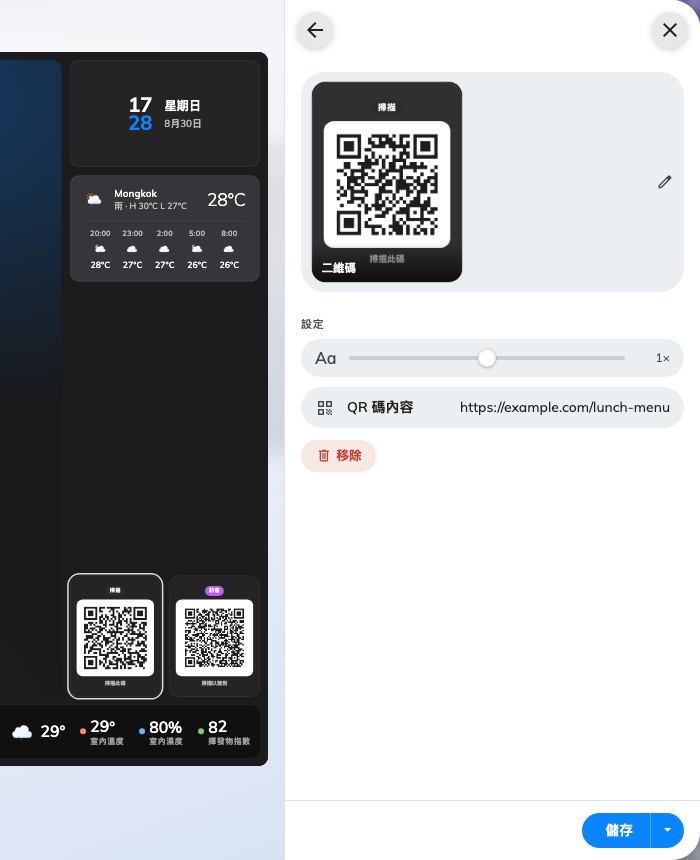 17
28
星期日
8月30日
Mongkok
雨 · H 30°C L 27°C
28°C
20:00 23:00 2:00 5:00 8:00
28°C 27°C 27°C 26°C 26°C
掃描
掃描此碼
訪客
掃描以簽到
29°
29°
室內溫度
80%
室內濕度
82
揮發物指數
掃描
掃描此碼
二維碼
設定
Aa 1×
QR 碼內容 https://example.com/lunch-menu
移除
儲存